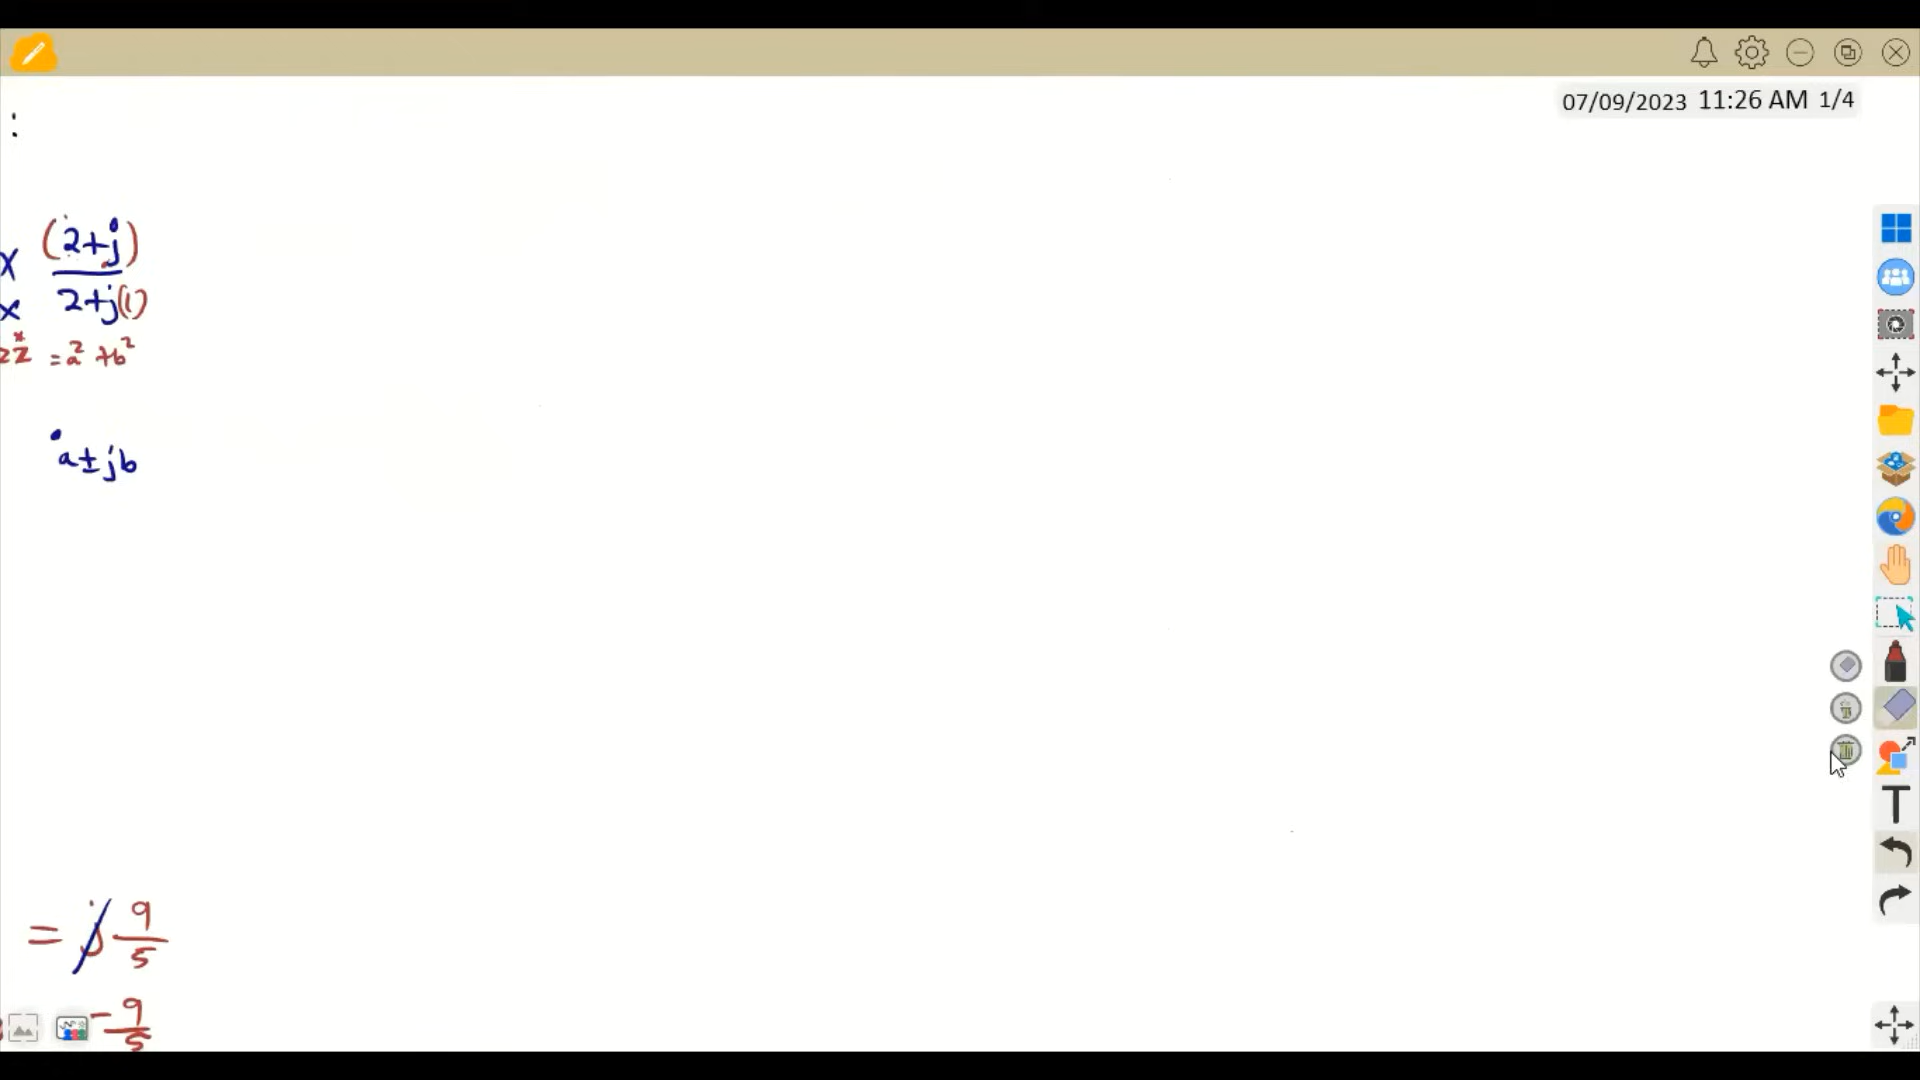 07/09/2023 11:26 AM 1/4
:
x (2+j)
x 2+j(1)
zz* = a² + b²
a ± jb
= j 9/5
- 9/5
T